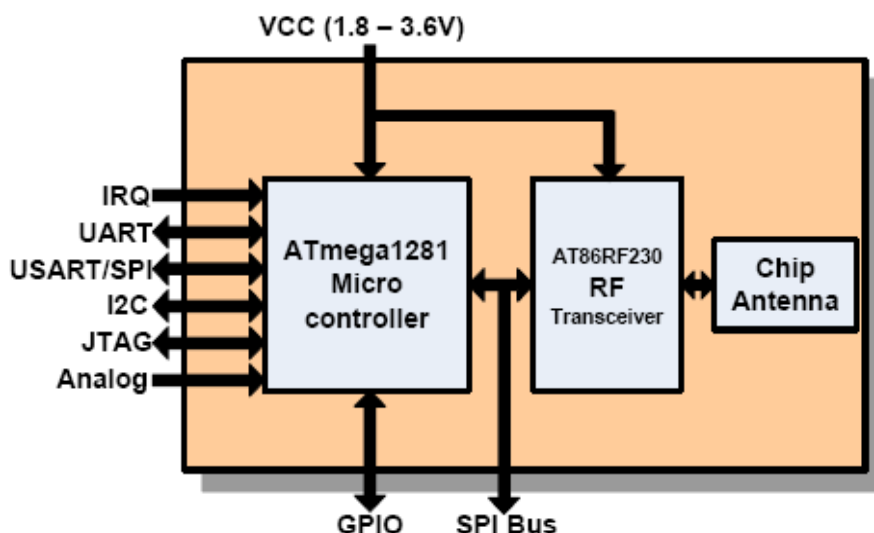 VCC (1.8 – 3.6V)
IRQ
UART
USART/SPI
I2C
JTAG
Analog
ATmega1281
Micro
controller
AT86RF230
RF
Transceiver
Chip
Antenna
GPIO
SPI Bus